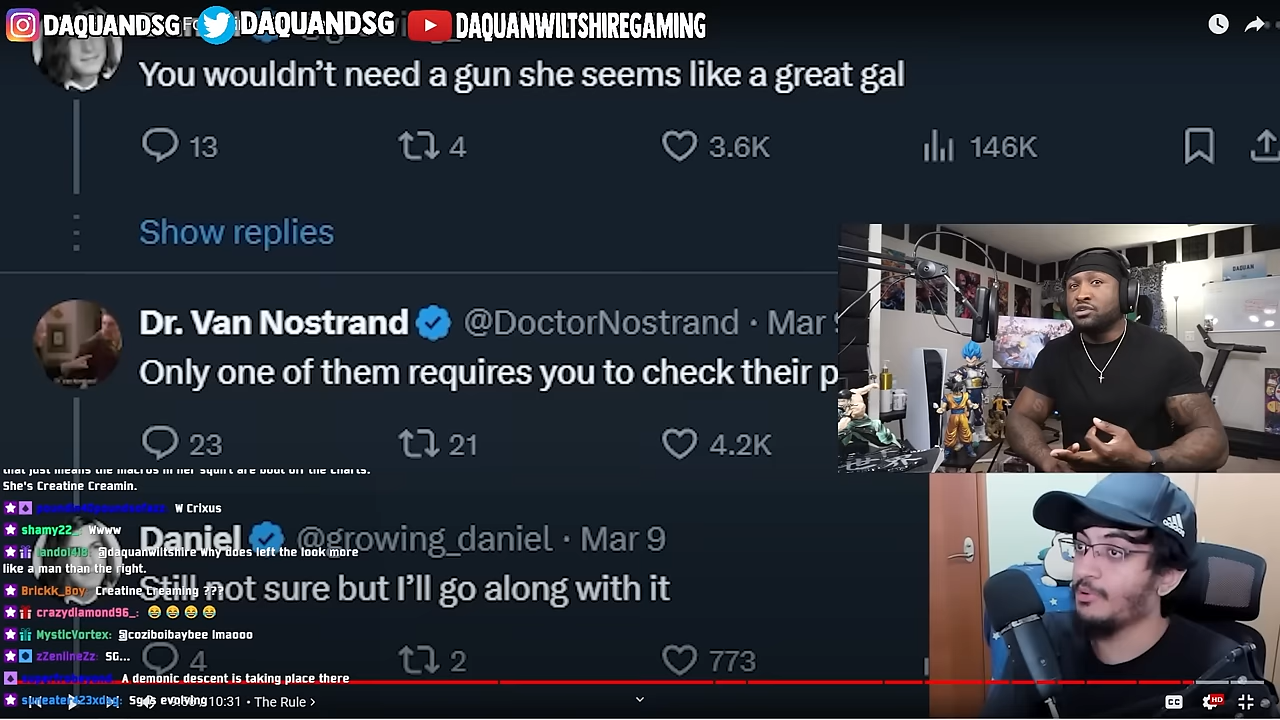 DAQUANDSG DAQUANDSG DAQUANWILTSHIREGAMING
You wouldn’t need a gun she seems like a great gal
13 4 3.6K 146K
Show replies
DAQUAN
Dr. Van Nostrand @DoctorNostrand · Mar
Only one of them requires you to check their p
23 21 4.2K
that just means the macros in her squirt are bout off the charts.
She's Creatine Creamin.
W Crixus
shamy22_: Wwww
Daniel @growing_daniel · Mar 9
@daquanwiltshire why does left the look more
like a man than the right.
Still not sure but I’ll go along with it
Brickk_Boy: Creatine Creaming ???
crazydiamond96_:
MysticVortex: @coziboibaybee lmaooo
zZenlineZz: SG...
4 2 773
A demonic descent is taking place there
Sgds evolving
10:31 • The Rule >
CC HD